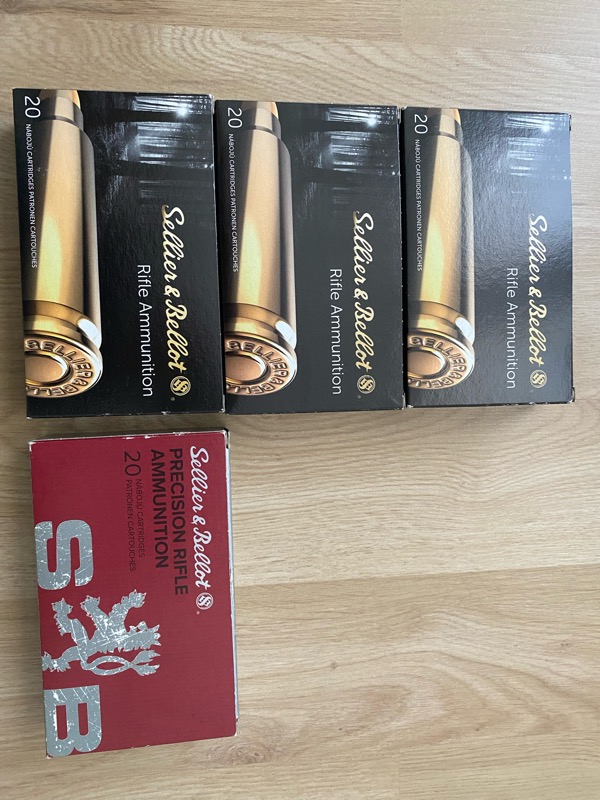 Sellier & Bellot
Rifle Ammunition
20 NÁBOJŮ CARTRIDGES PATRONEN CARTOUCHES
Sellier & Bellot
Rifle Ammunition
20 NÁBOJŮ CARTRIDGES PATRONEN CARTOUCHES
Sellier & Bellot
Rifle Ammunition
20 NÁBOJŮ CARTRIDGES PATRONEN CARTOUCHES
Sellier & Bellot
PRECISION RIFLE
AMMUNITION
20 NÁBOJŮ CARTRIDGES
PATRONEN CARTOUCHES
S B